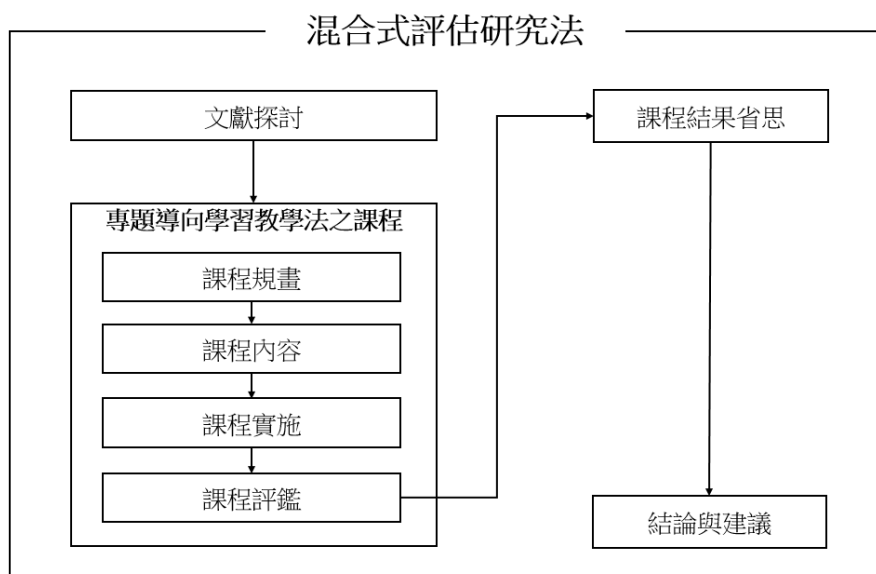 混合式評估研究法
文獻探討
專題導向學習教學法之課程
課程規畫
課程內容
課程實施
課程評鑑
課程結果省思
結論與建議